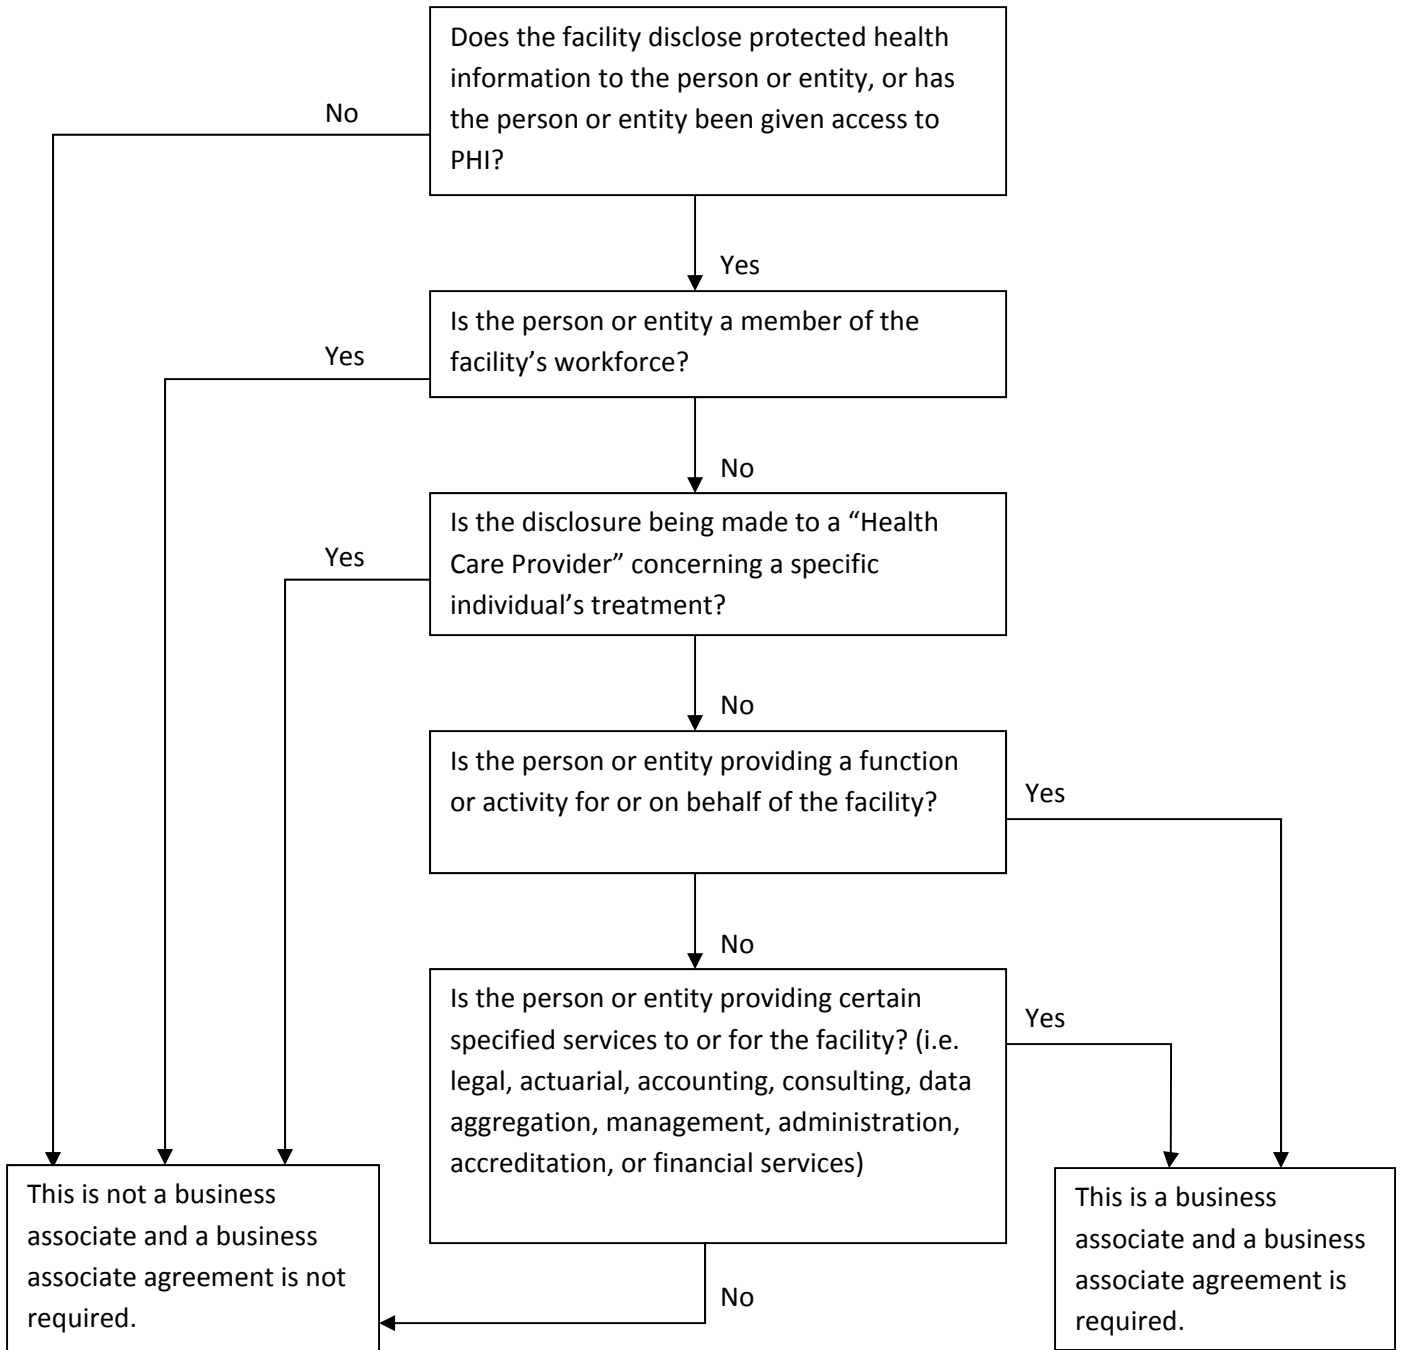 Does the facility disclose protected health
information to the person or entity, or has
the person or entity been given access to
PHI?
No
Yes
Is the person or entity a member of the
facility’s workforce?
Yes
No
Is the disclosure being made to a “Health
Care Provider” concerning a specific
individual’s treatment?
Yes
No
Is the person or entity providing a function
or activity for or on behalf of the facility?
Yes
No
Is the person or entity providing certain
specified services to or for the facility? (i.e.
legal, actuarial, accounting, consulting, data
aggregation, management, administration,
accreditation, or financial services)
Yes
No
This is not a business
associate and a business
associate agreement is not
required.
This is a business
associate and a business
associate agreement is
required.